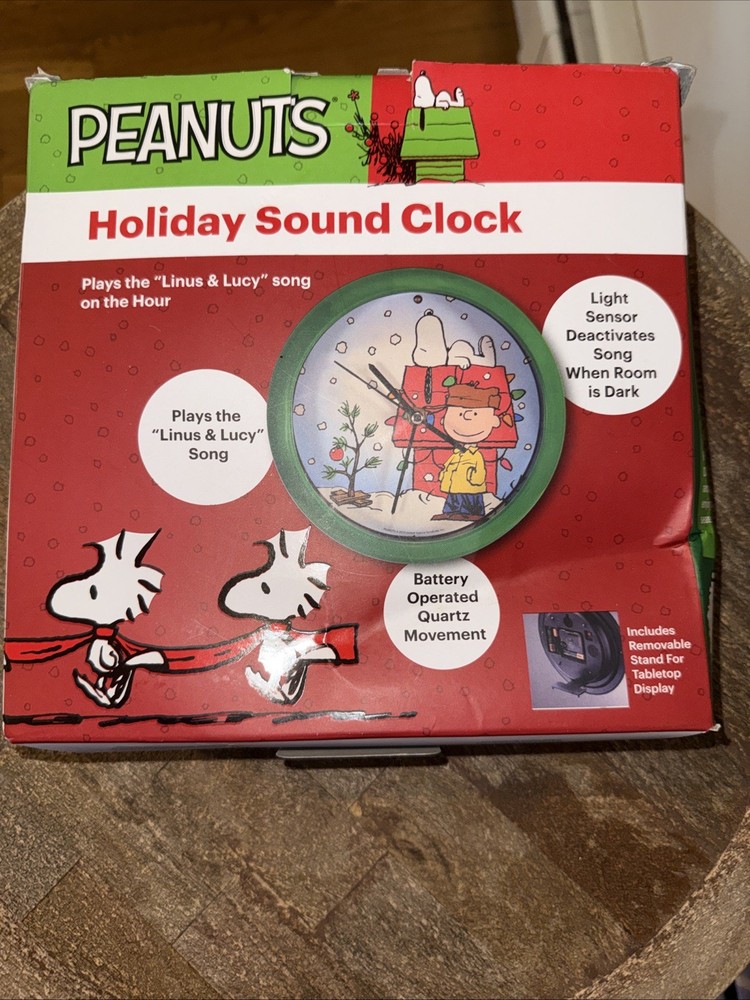 PEANUTS
Holiday Sound Clock
Plays the “Linus & Lucy” song
on the Hour
Light
Sensor
Deactivates
Song
When Room
is Dark
Plays the
“Linus & Lucy”
Song
Battery
Operated
Quartz
Movement
Includes
Removable
Stand For
Tabletop
Display